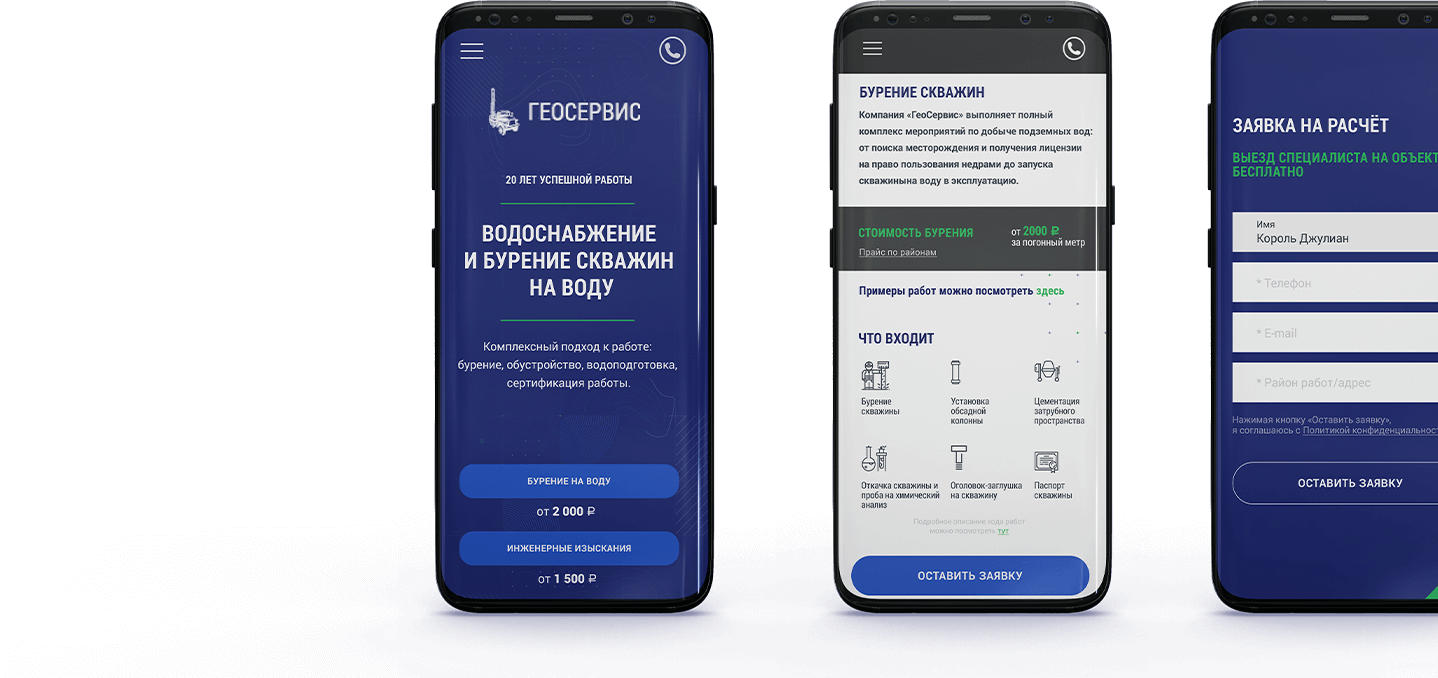 ГЕОСЕРВИС
20 ЛЕТ УСПЕШНОЙ РАБОТЫ
ВОДОСНАБЖЕНИЕ
И БУРЕНИЕ СКВАЖИН
НА ВОДУ
Комплексный подход к работе:
бурение, обустройство, водоподготовка,
сертификация работы.
БУРЕНИЕ НА ВОДУ
от 2 000 ₽
ИНЖЕНЕРНЫЕ ИЗЫСКАНИЯ
от 1 500 ₽
БУРЕНИЕ СКВАЖИН
Компания «ГеоСервис» выполняет полный
комплекс мероприятий по добыче подземных вод:
от поиска месторождения и получения лицензии
на право пользования недрами до запуска
скважинына воду в эксплуатацию.
СТОИМОСТЬ БУРЕНИЯ
от 2000 ₽
за погонный метр
Прайс по районам
Примеры работ можно посмотреть здесь
ЧТО ВХОДИТ
Бурение
скважины
Установка
обсадной
колонны
Цементация
затрубного
пространства
Откачка скважины и
проба на химический
анализ
Оголовок-заглушка
на скважину
Паспорт
скважины
Подробное описание хода работ
можно посмотреть тут
ОСТАВИТЬ ЗАЯВКУ
ЗАЯВКА НА РАСЧЁТ
ВЫЕЗД СПЕЦИАЛИСТА НА ОБЪЕКТ
БЕСПЛАТНО
Имя
Король Джулиан
* Телефон
* E-mail
* Район работ/адрес
Нажимая кнопку «Оставить заявку»,
я соглашаюсь с Политикой конфиденциальност
ОСТАВИТЬ ЗАЯВКУ